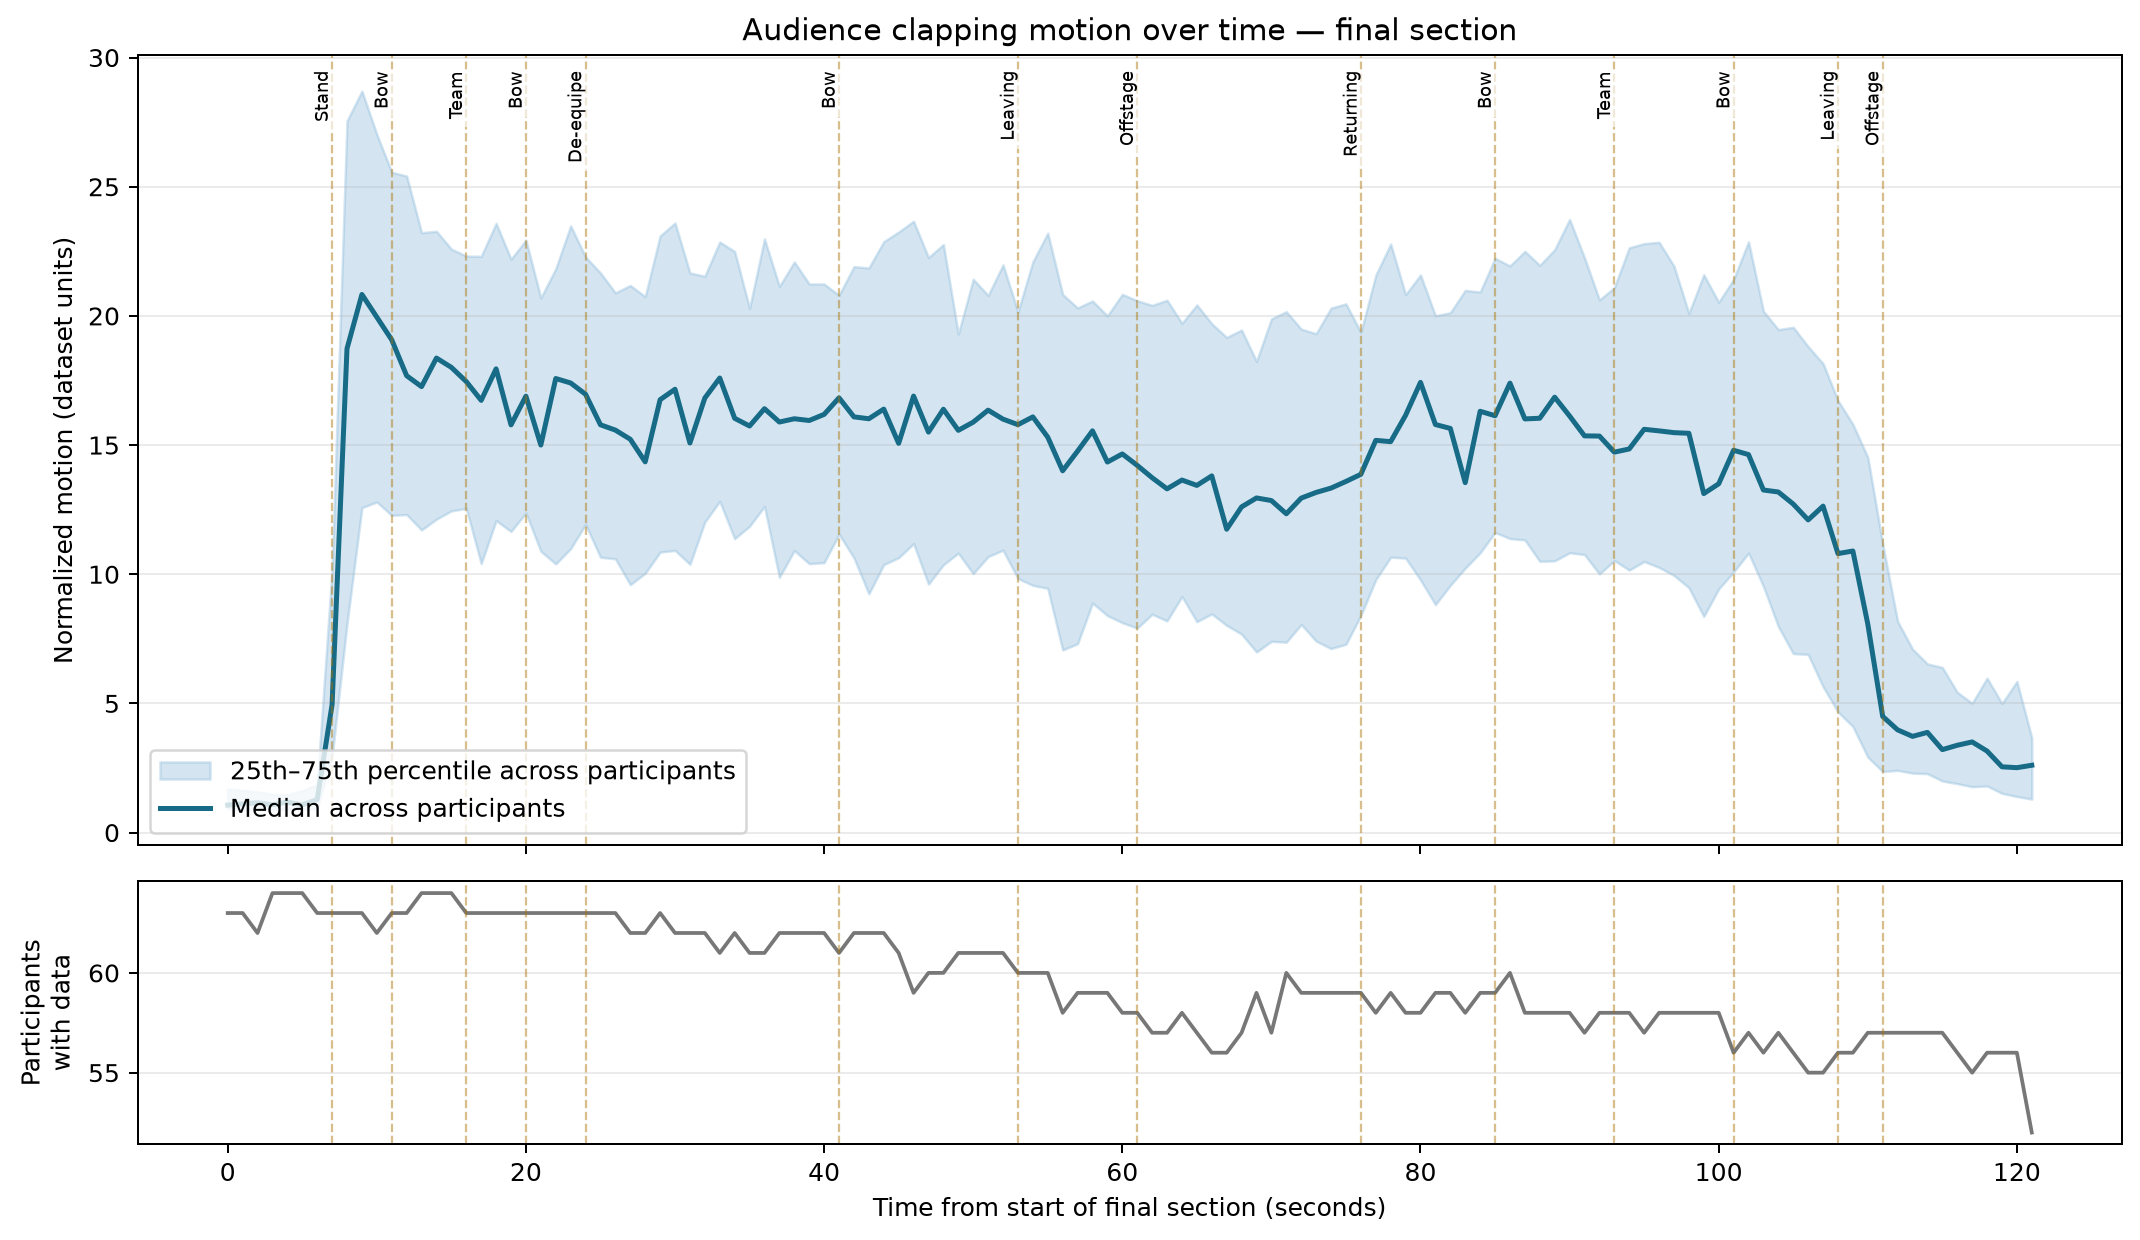 Audience clapping motion over time — final section
Normalized motion (dataset units)
30
25
20
15
10
5
0
Stand
Bow
Team
Bow
De-equipe
Bow
Leaving
Offstage
Returning
Bow
Team
Bow
Leaving
Offstage
25th–75th percentile across participants
Median across participants
Participants
with data
60
55
0
20
40
60
80
100
120
Time from start of final section (seconds)